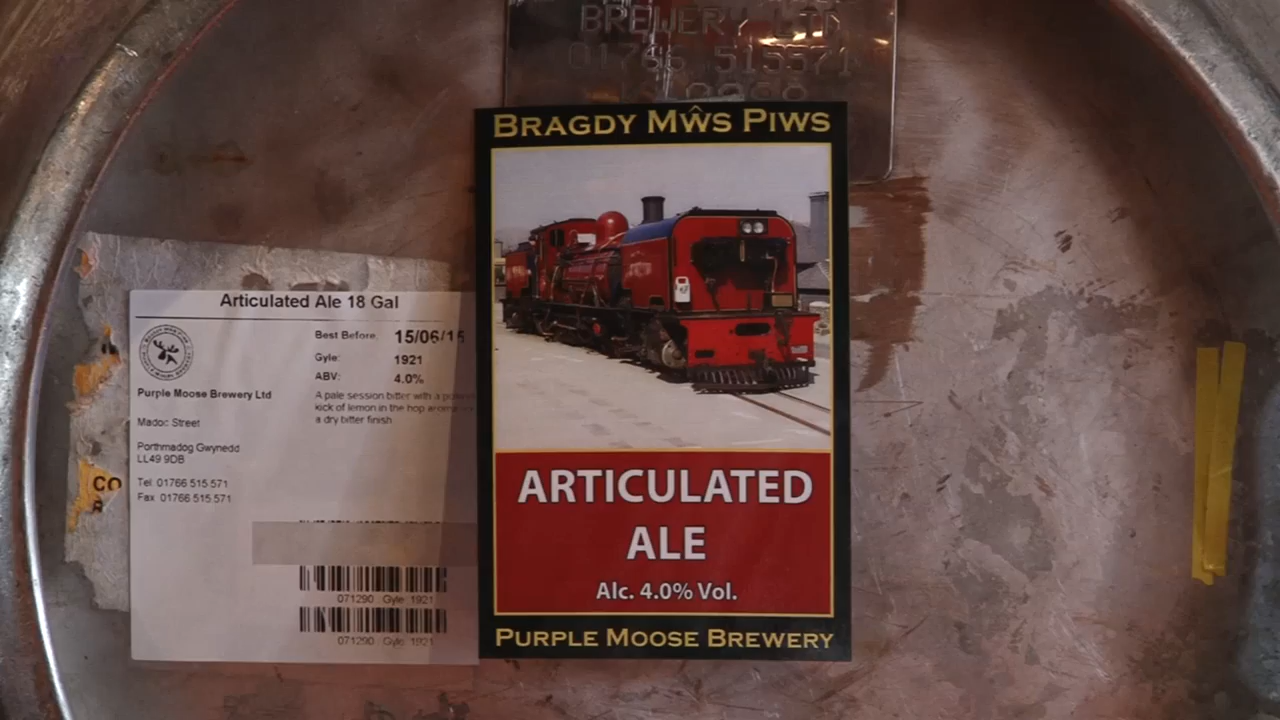 BREWERY LTD
01766 515571
BRAGDY MŴS PIWS
ARTICULATED
ALE
Alc. 4.0% Vol.
PURPLE MOOSE BREWERY
Articulated Ale 18 Gal
Best Before: 15/06/15
Gyle: 1921
ABV: 4.0%
A pale session bitter with a
kick of lemon in the hop aroma
a dry bitter finish
Purple Moose Brewery Ltd
Madoc Street
Porthmadog Gwynedd
LL49 9DB
Tel: 01766 515 571
Fax: 01766 515 571
071290 Gyle: 1921
071290 Gyle: 1921
CO